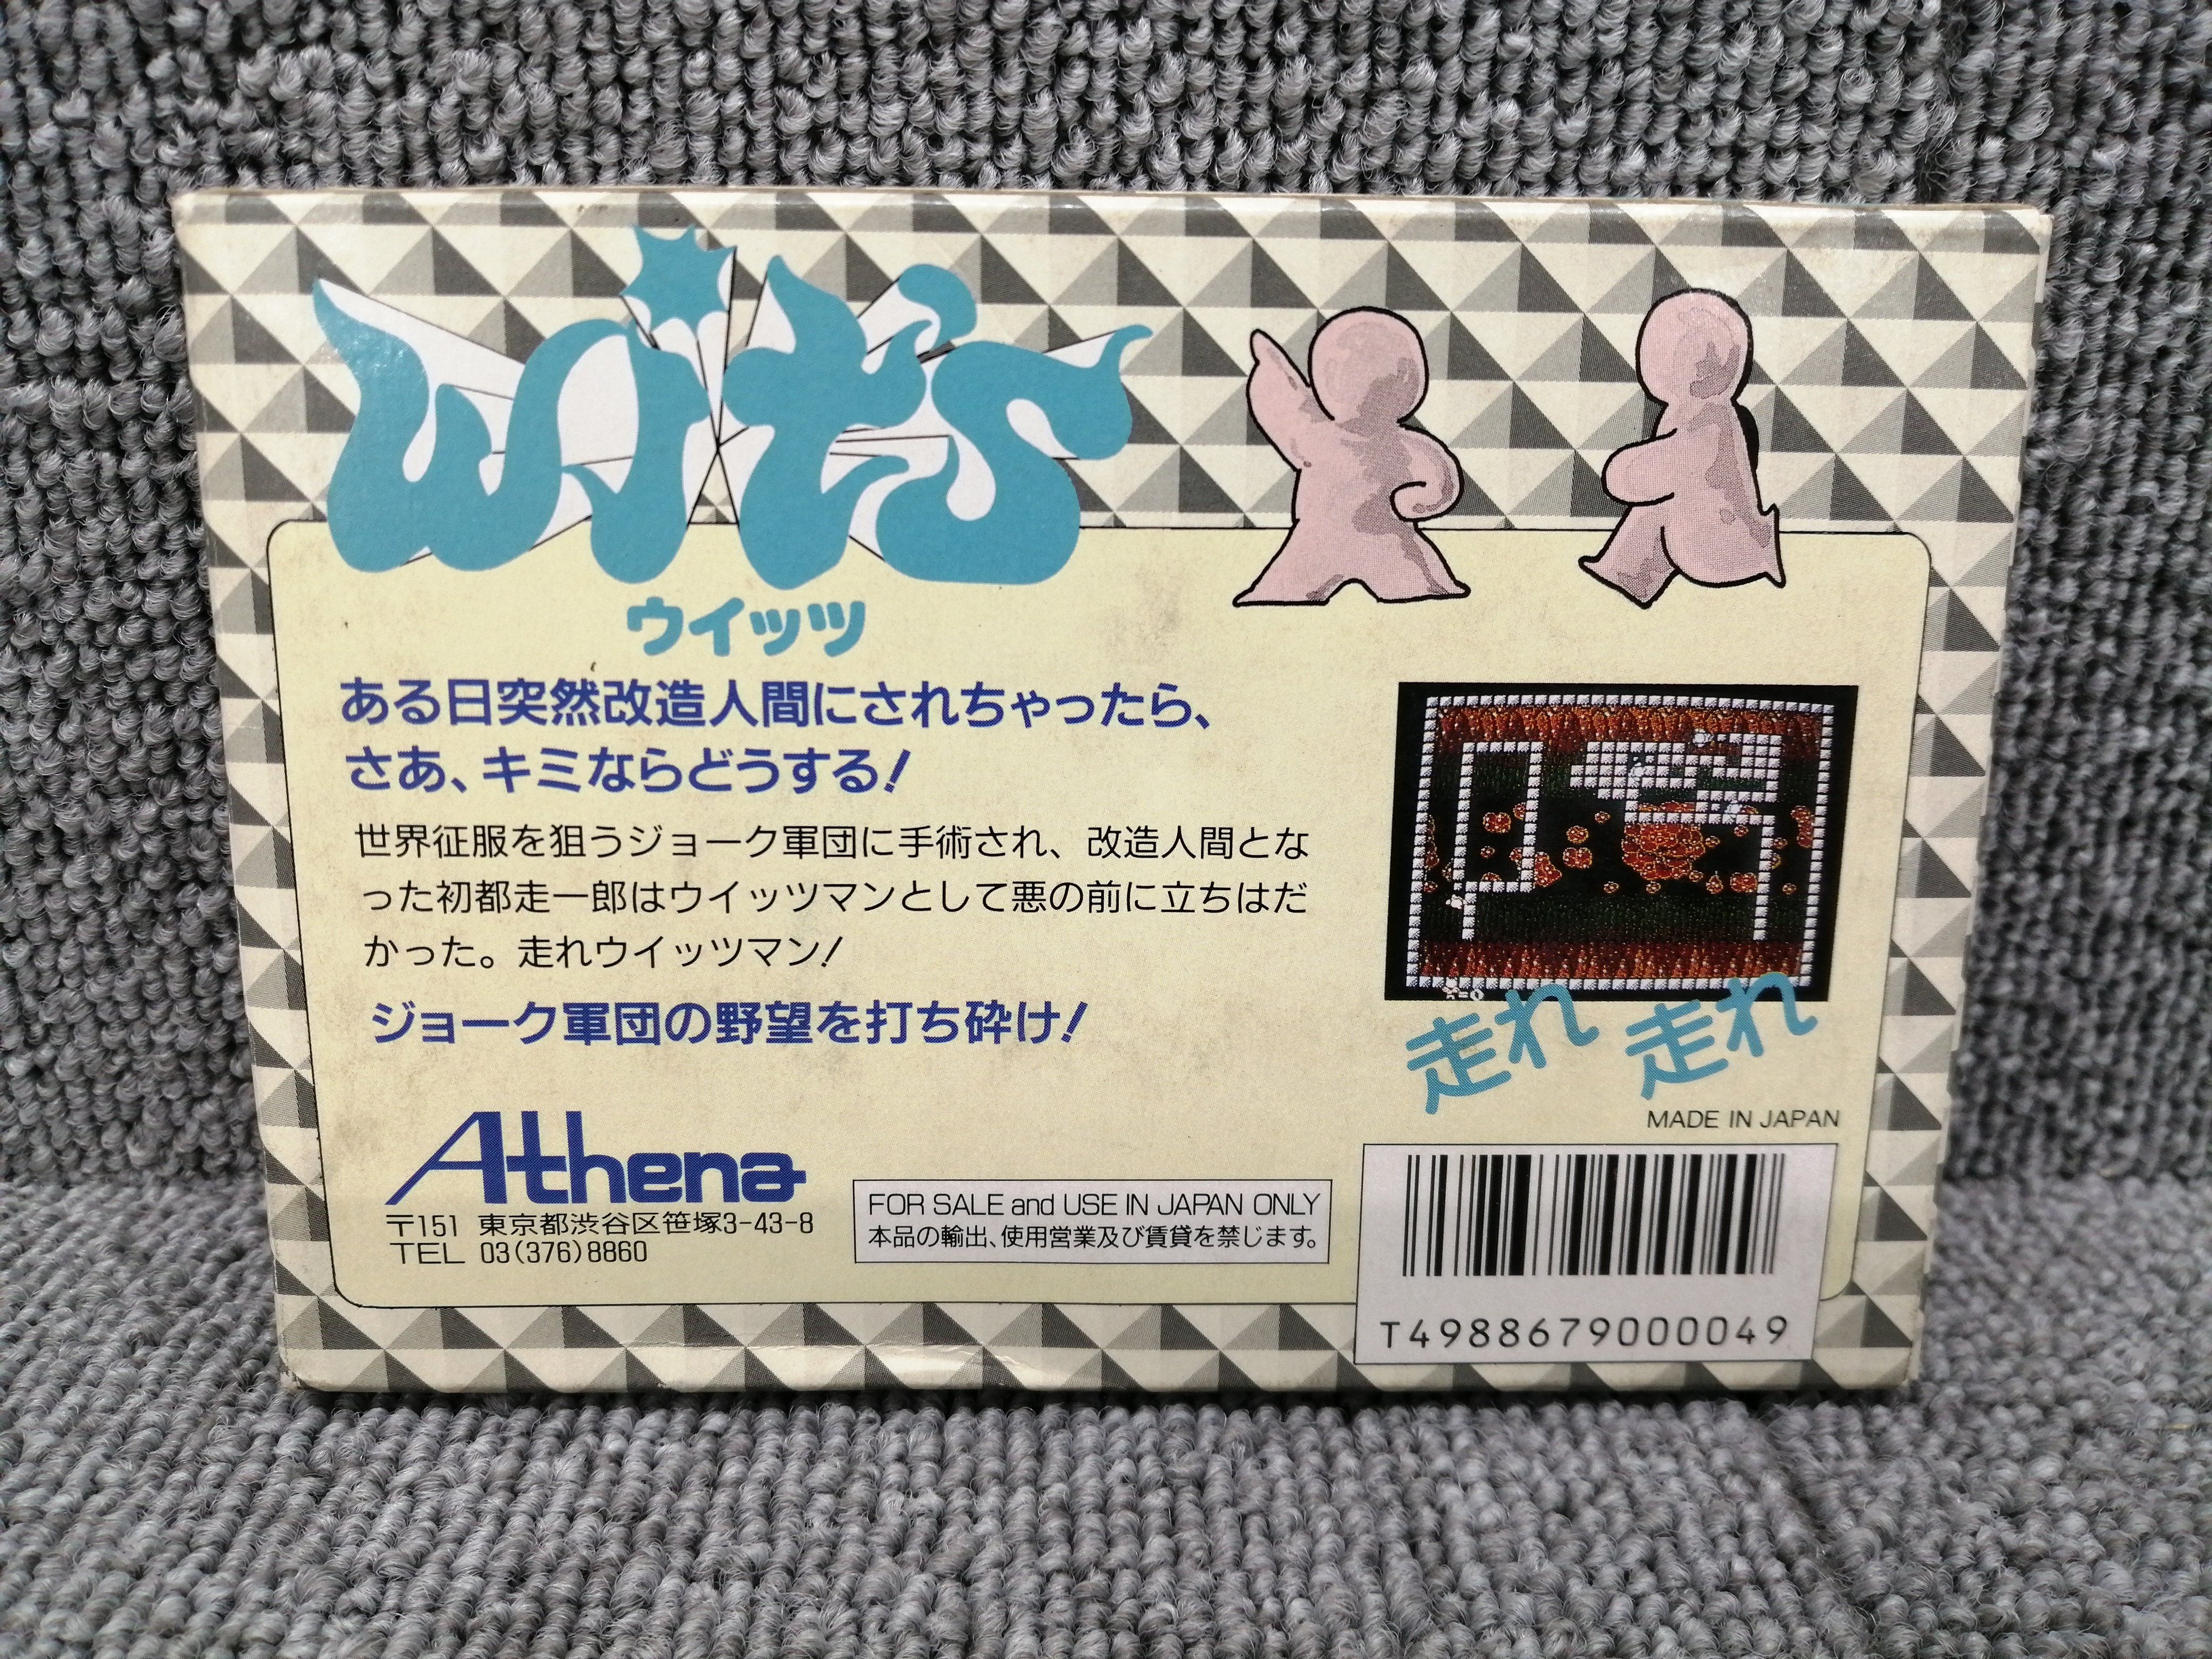 wit's
ウイッツ
ある日突然改造人間にされちゃったら、
さあ、キミならどうする!
世界征服を狙うジョーク軍団に手術され、改造人間とな
った初都走一郎はウイッツマンとして悪の前に立ちはだ
かった。走れウイッツマン!
ジョーク軍団の野望を打ち砕け!
走れ 走れ
MADE IN JAPAN
Athena
〒151 東京都渋谷区笹塚3-43-8
TEL 03(376)8860
FOR SALE and USE IN JAPAN ONLY
本品の輸出、使用営業及び賃貸を禁じます。
T4988679000049